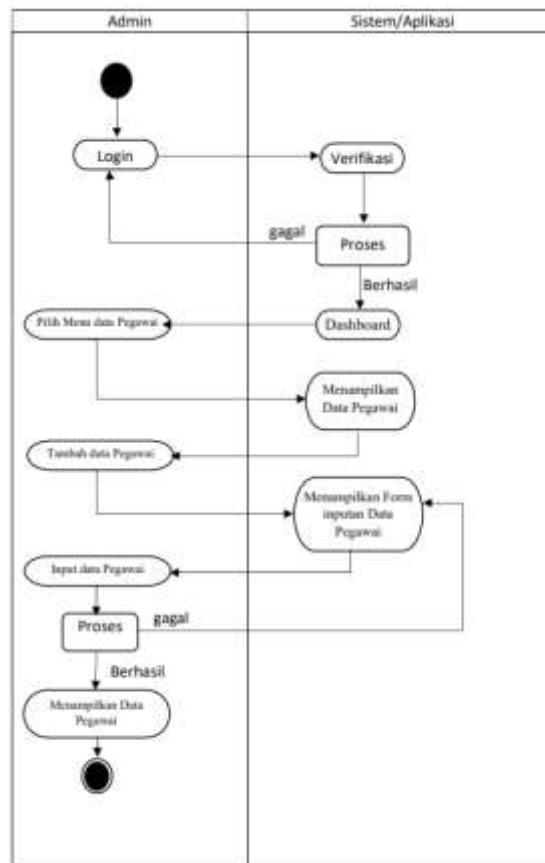 Admin
Sistem/Aplikasi
Login
Verifikasi
gagal
Proses
Berhasil
Pilih Menu data Pegawai
Dashboard
Menampilkan
Data Pegawai
Tambah data Pegawai
Menampilkan Form
inputan Data
Pegawai
Input data Pegawai
Proses
gagal
Berhasil
Menampilkan Data
Pegawai